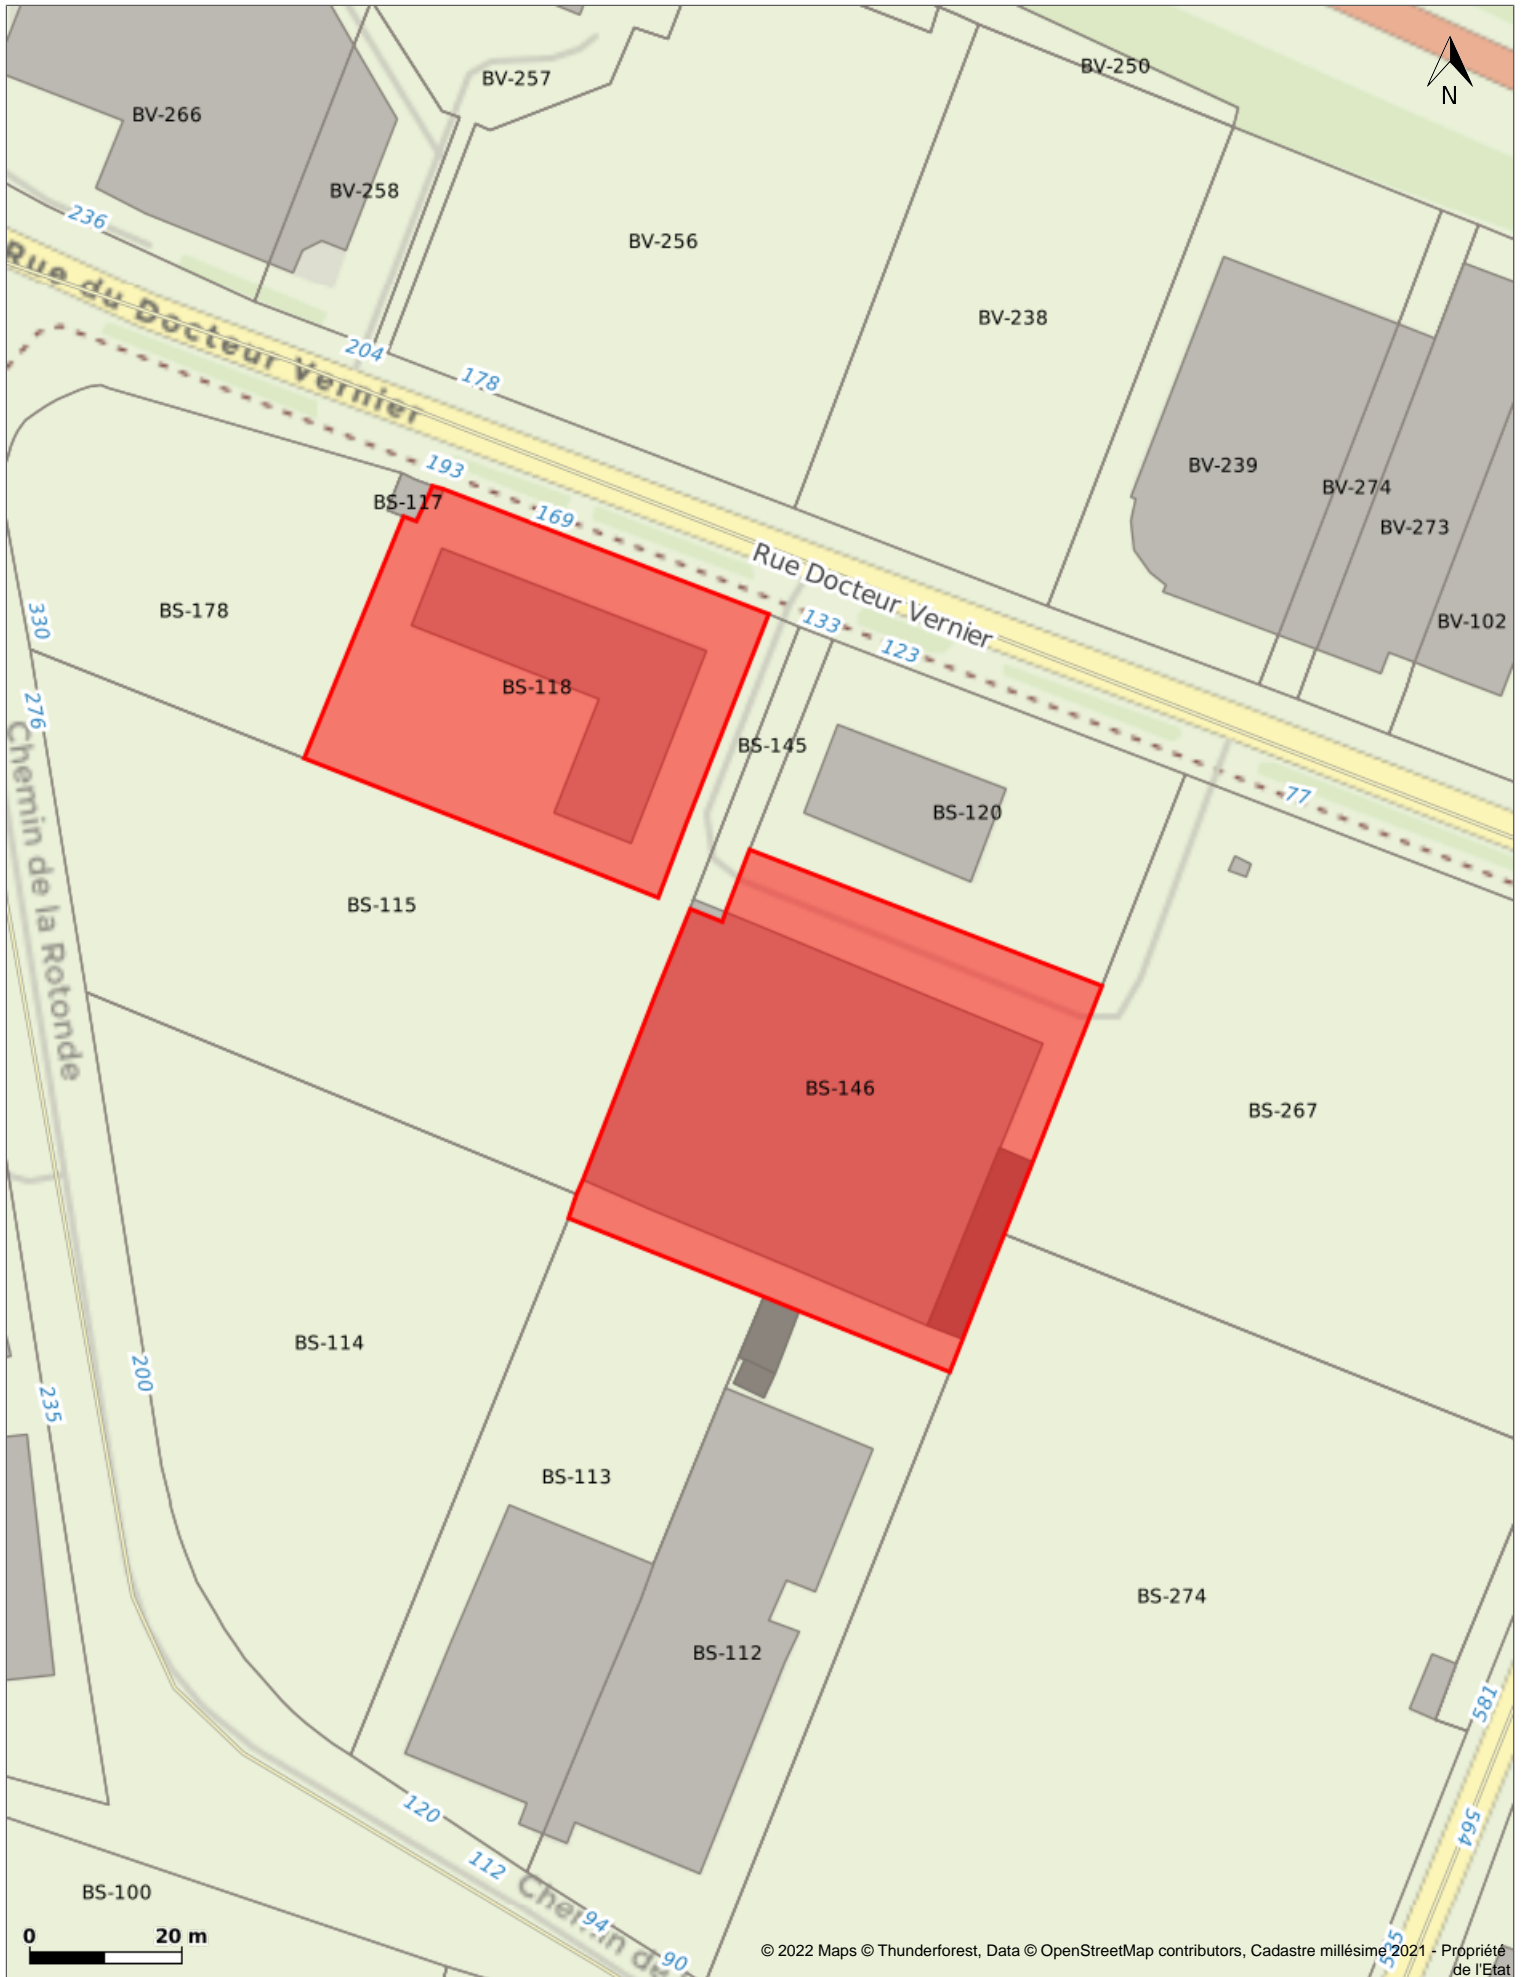 BV-250
BV-257
N
BV-266
BV-258
236
BV-256
Rue du Docteur Vernier
BV-238
204
178
193
BV-239
BV-274
BS-117
169
BV-273
Rue Docteur Vernier
BS-178
330
133
BV-102
123
BS-118
276
BS-145
77
BS-120
Chemin de la Rotonde
BS-115
BS-146
BS-267
BS-114
200
235
BS-113
BS-274
BS-112
581
120
564
112
BS-100
Chemin de
94
90
535
0 20 m
© 2022 Maps © Thunderforest, Data © OpenStreetMap contributors, Cadastre millésime 2021 - Propriété
de l'Etat